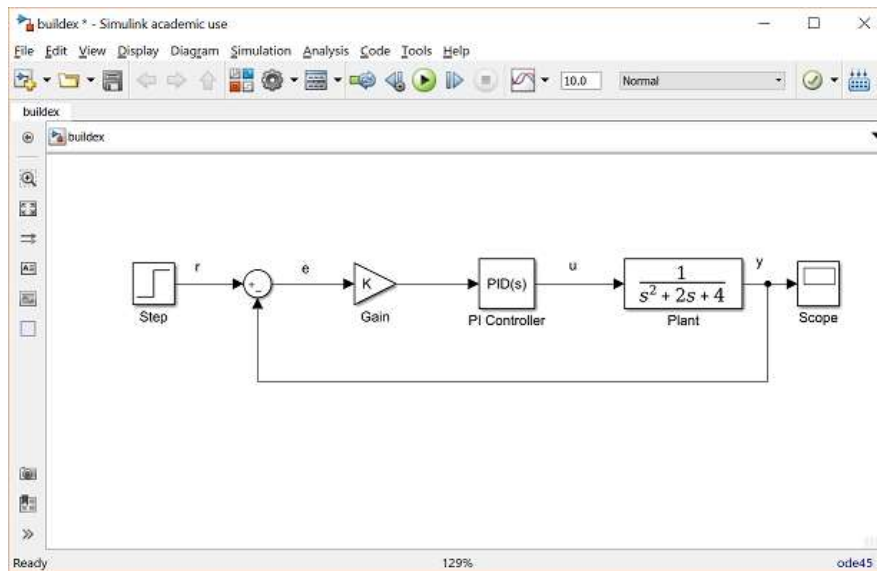 buildex * - Simulink academic use
File Edit View Display Diagram Simulation Analysis Code Tools Help
10.0 Normal
buildex
buildex
r e u y
+ -
K
PID(s)
1
s² + 2s + 4
Step Gain PI Controller Plant Scope
Ready 129% ode45